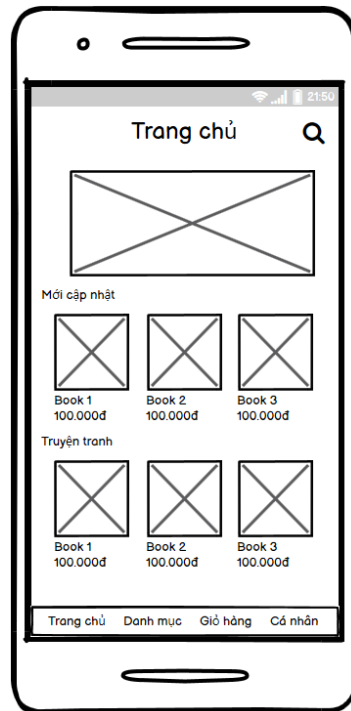 21:50
Trang chủ
Mới cập nhật
Book 1 Book 2 Book 3
100.000đ 100.000đ 100.000đ
Truyện tranh
Book 1 Book 2 Book 3
100.000đ 100.000đ 100.000đ
Trang chủ Danh mục Giỏ hàng Cá nhân